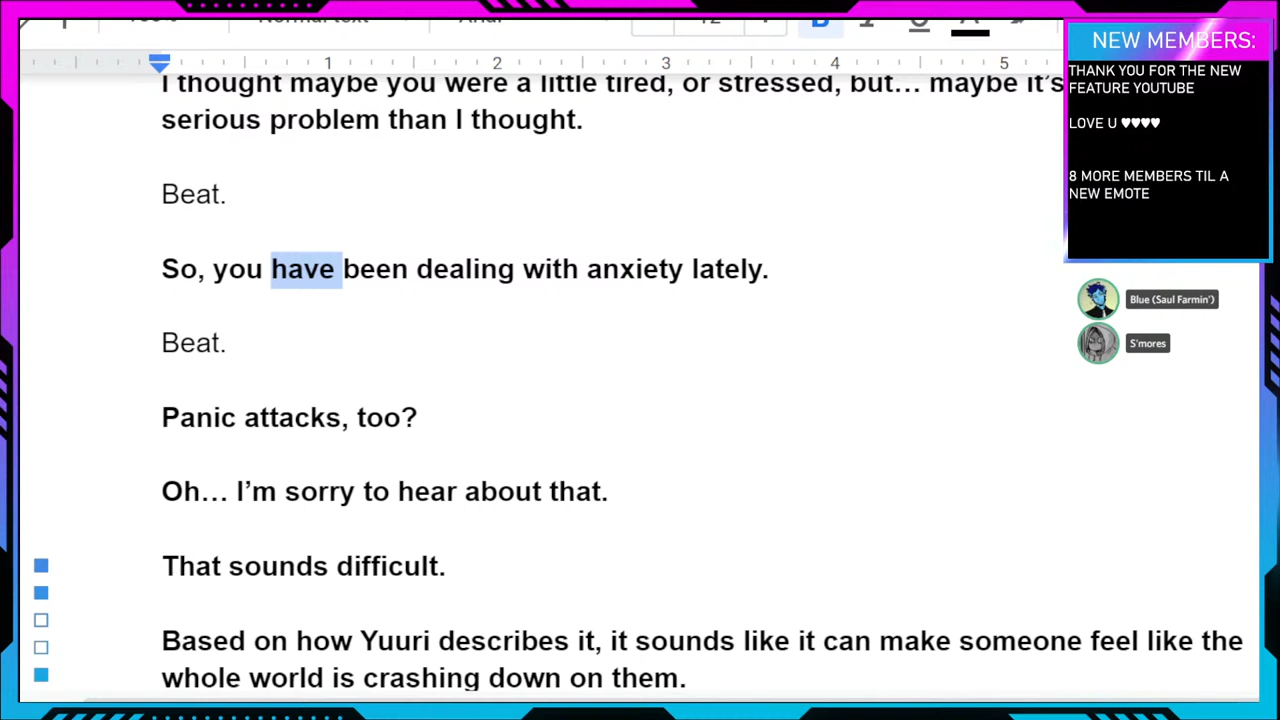 Normal text
12
NEW MEMBERS:
1
2
3
4
5
THANK YOU FOR THE NEW
FEATURE YOUTUBE
LOVE U ♥♥♥♥
8 MORE MEMBERS TIL A
NEW EMOTE
I thought maybe you were a little tired, or stressed, but… maybe it’s
serious problem than I thought.
Beat.
So, you have been dealing with anxiety lately.
Blue (Saul Farmin')
Beat.
S'mores
Panic attacks, too?
Oh… I’m sorry to hear about that.
That sounds difficult.
Based on how Yuuri describes it, it sounds like it can make someone feel like the
whole world is crashing down on them.